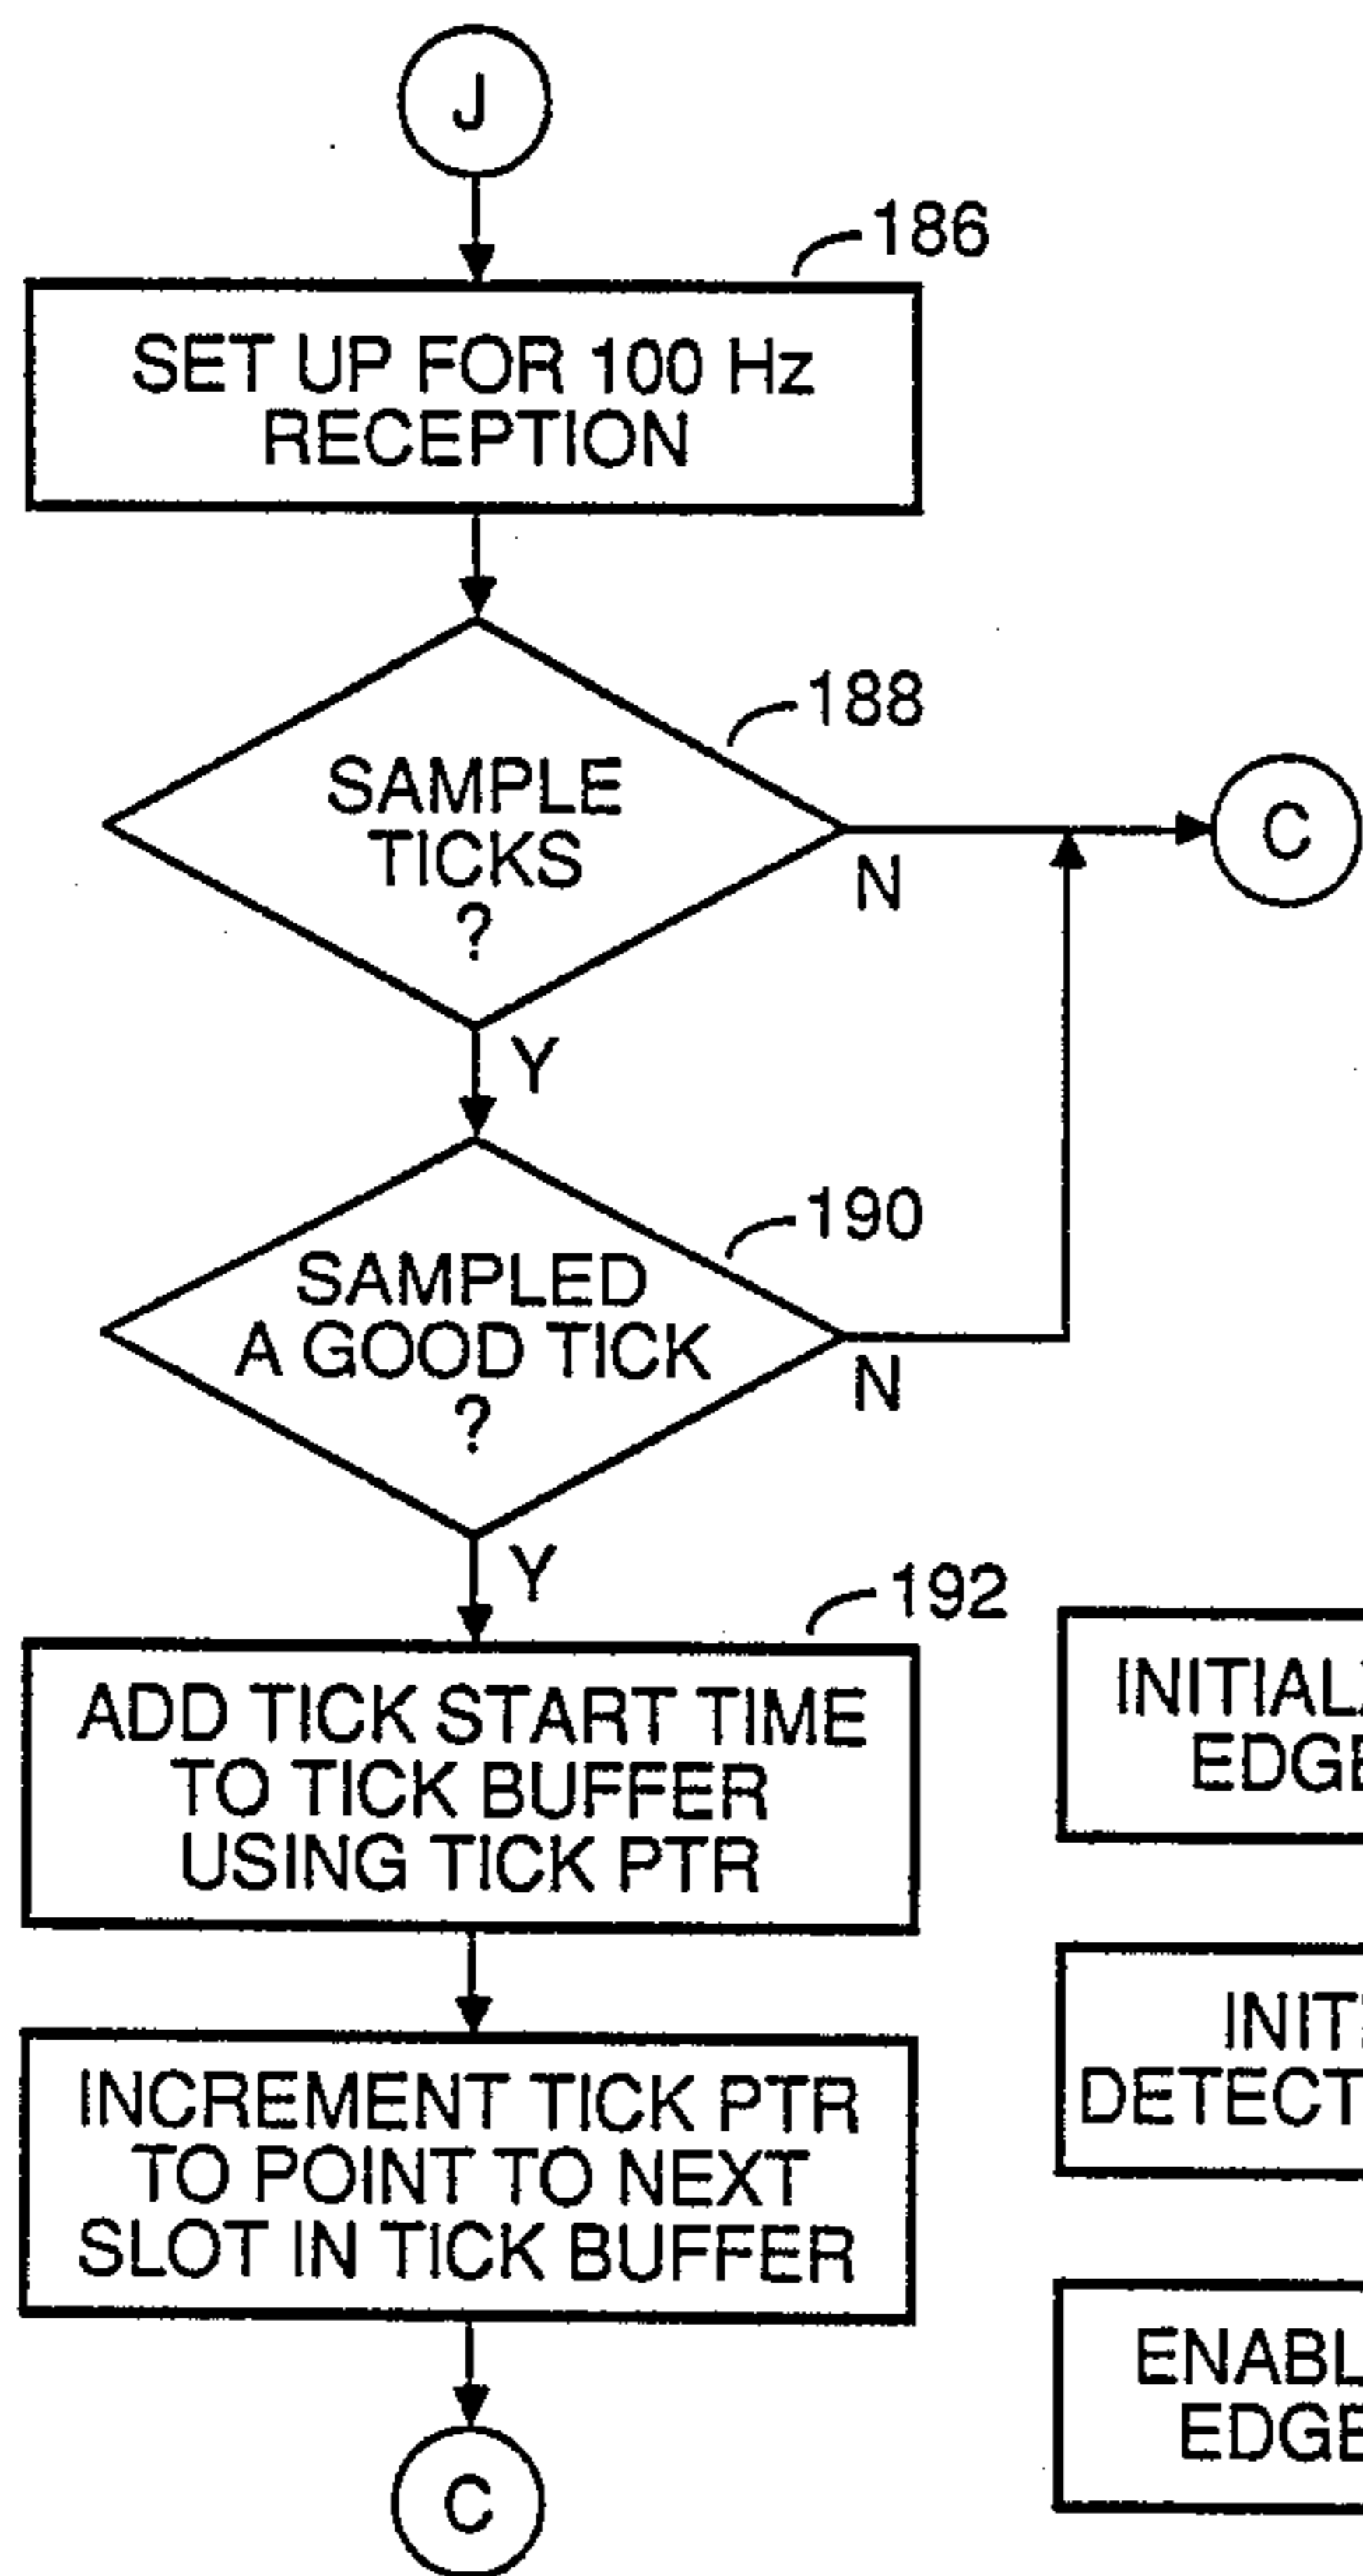 J
186
SET UP FOR 100 Hz
RECEPTION
188
SAMPLE
TICKS
?
N
C
Y
190
SAMPLED
A GOOD TICK
?
N
Y
192
ADD TICK START TIME
TO TICK BUFFER
USING TICK PTR
INCREMENT TICK PTR
TO POINT TO NEXT
SLOT IN TICK BUFFER
C
EDGE